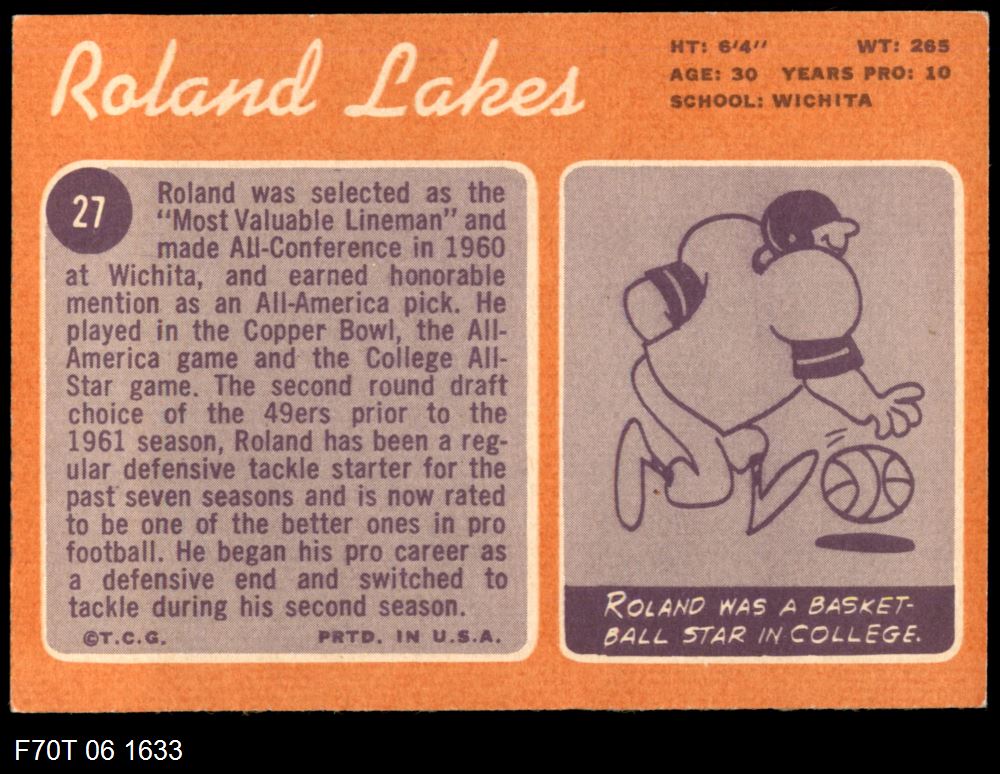 Roland Lakes
HT: 6'4'' WT: 265
AGE: 30 YEARS PRO: 10
SCHOOL: WICHITA
27
Roland was selected as the
"Most Valuable Lineman" and
made All-Conference in 1960
at Wichita, and earned honorable
mention as an All-America pick. He
played in the Copper Bowl, the All-
America game and the College All-
Star game. The second round draft
choice of the 49ers prior to the
1961 season, Roland has been a reg-
ular defensive tackle starter for the
past seven seasons and is now rated
to be one of the better ones in pro
football. He began his pro career as
a defensive end and switched to
tackle during his second season.
©T.C.G. PRTD. IN U.S.A.
ROLAND WAS A BASKET-
BALL STAR IN COLLEGE.
F70T 06 1633